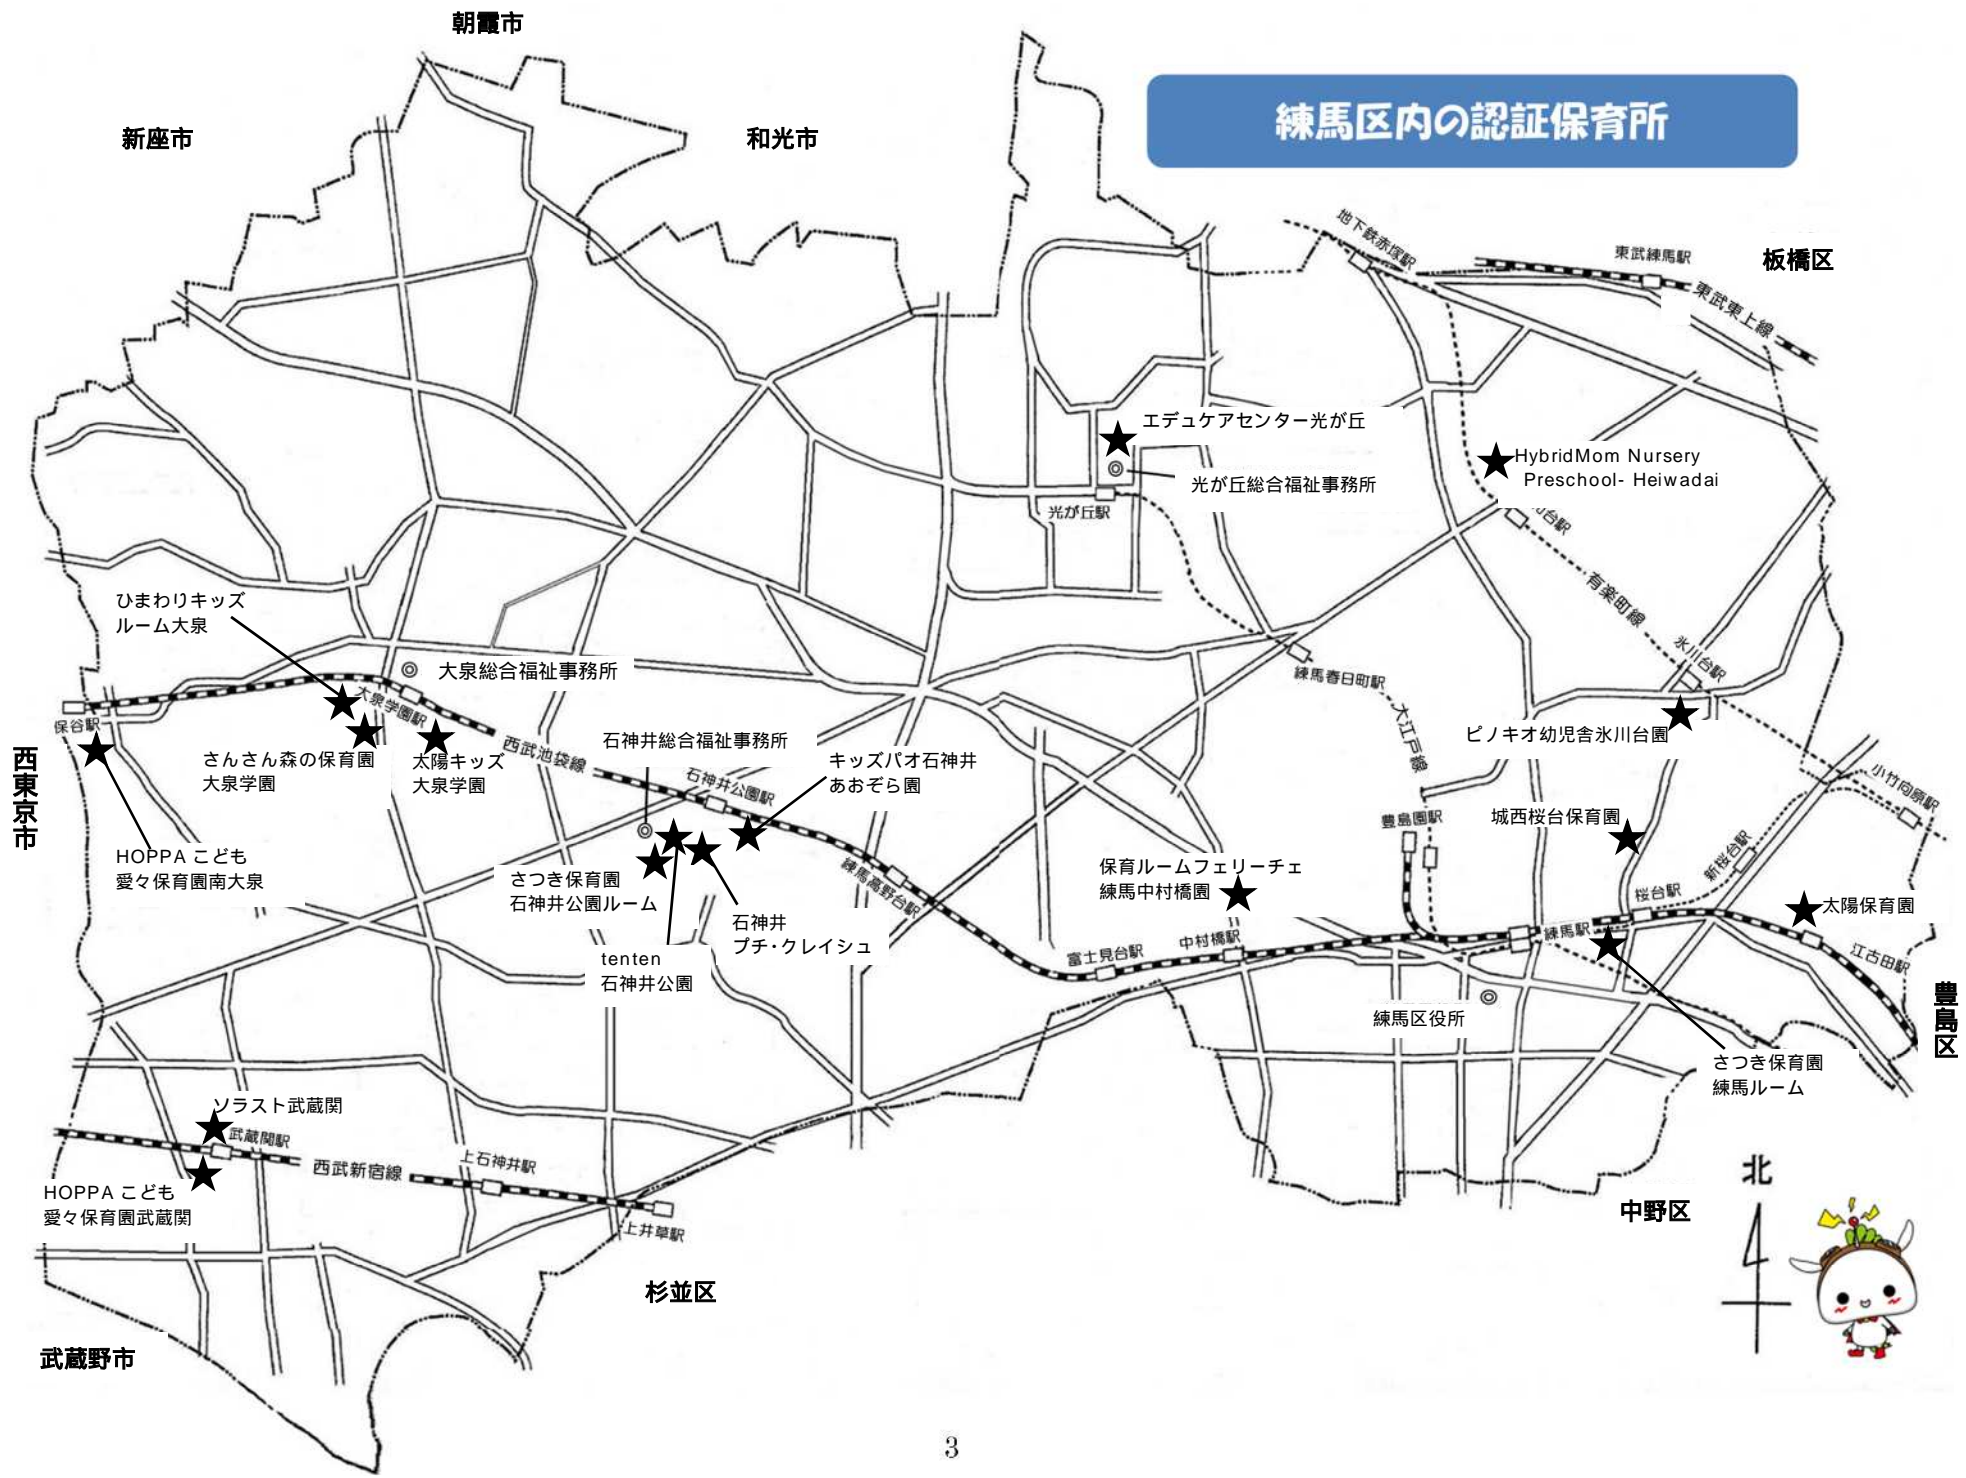 朝霞市
新座市
和光市
練馬区内の認証保育所
地下鉄赤塚駅
東武練馬駅
板橋区
東武東上線
エデュケアセンター光が丘
光が丘総合福祉事務所
光が丘駅
HybridMom Nursery
Preschool- Heiwadai
台駅
有楽町線
氷川台駅
ひまわりキッズ
ルーム大泉
大泉総合福祉事務所
大泉学園駅
保谷駅
西東京市
さんさん森の保育園
大泉学園
太陽キッズ
大泉学園
西武池袋線
石神井総合福祉事務所
石神井公園駅
キッズパオ石神井
あおぞら園
練馬春日町駅
大江戸線
ピノキオ幼児舎氷川台園
小竹向原駅
豊島園駅
城西桜台保育園
新桜台駅
HOPPA こども
愛々保育園南大泉
さつき保育園
石神井公園ルーム
練馬高野台駅
保育ルームフェリーチェ
練馬中村橋園
桜台駅
太陽保育園
石神井
プチ・クレイシュ
tenten
石神井公園
富士見台駅
中村橋駅
練馬駅
江古田駅
豊島区
練馬区役所
さつき保育園
練馬ルーム
ソラスト武蔵関
武蔵関駅
西武新宿線
上石神井駅
HOPPA こども
愛々保育園武蔵関
上井草駅
中野区
北
杉並区
武蔵野市
3